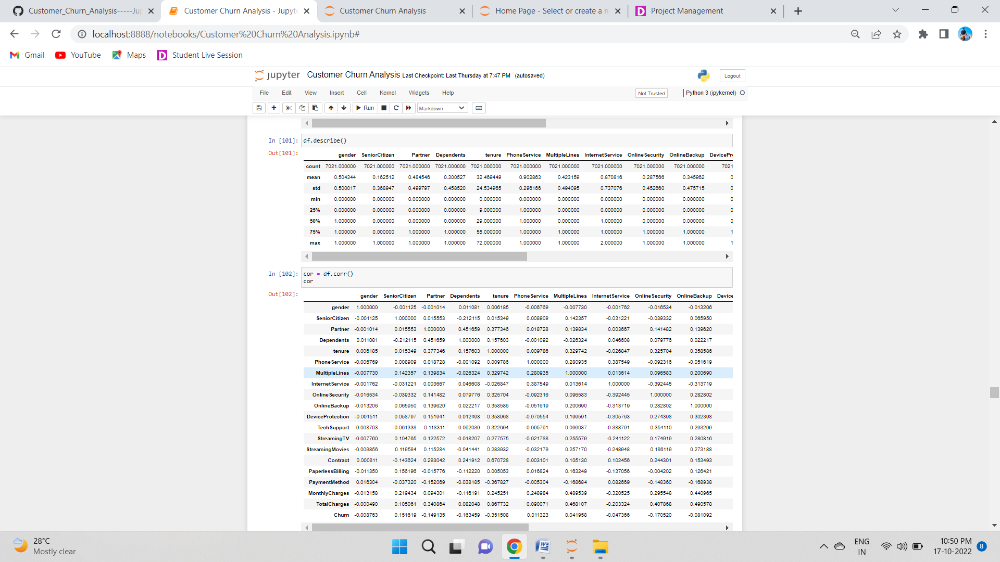 Customer_Churn_Analysis-----Jup
Customer Churn Analysis - Jupyte
Customer Churn Analysis
Home Page - Select or create a n
Project Management
localhost:8888/notebooks/Customer%20Churn%20Analysis.ipynb#
Gmail YouTube Maps Student Live Session
jupyter Customer Churn Analysis Last Checkpoint: Last Thursday at 7:47 PM (autosaved) Logout
File Edit View Insert Cell Kernel Widgets Help Not Trusted Python 3 (ipykernel)
Run Markdown
In [101]: df.describe()
Out[101]:
gender SeniorCitizen Partner Dependents tenure PhoneService MultipleLines InternetService OnlineSecurity OnlineBackup DevicePr
count 7021.000000 7021.000000 7021.000000 7021.000000 7021.000000 7021.000000 7021.000000 7021.000000 7021.000000 7021.000000 7021
mean 0.504344 0.162512 0.484546 0.300527 32.469449 0.902863 0.423159 0.870816 0.287566 0.345962 0
std 0.500017 0.368947 0.499797 0.458520 24.534965 0.296166 0.494095 0.737076 0.452660 0.475715 0
min 0.000000 0.000000 0.000000 0.000000 0.000000 0.000000 0.000000 0.000000 0.000000 0.000000 0
25% 0.000000 0.000000 0.000000 0.000000 9.000000 1.000000 0.000000 0.000000 0.000000 0.000000 0
50% 1.000000 0.000000 0.000000 0.000000 29.000000 1.000000 0.000000 1.000000 0.000000 0.000000 0
75% 1.000000 0.000000 1.000000 1.000000 55.000000 1.000000 1.000000 1.000000 1.000000 1.000000 1
max 1.000000 1.000000 1.000000 1.000000 72.000000 1.000000 1.000000 2.000000 1.000000 1.000000 1
In [102]: cor = df.corr()
cor
Out[102]:
gender SeniorCitizen Partner Dependents tenure PhoneService MultipleLines InternetService OnlineSecurity OnlineBackup Device
gender 1.000000 -0.001125 -0.001014 0.011081 0.006185 -0.006769 -0.007730 -0.001762 -0.016534 -0.013206
SeniorCitizen -0.001125 1.000000 0.015553 -0.212115 0.015349 0.008909 0.142357 -0.031221 -0.039332 0.065950
Partner -0.001014 0.015553 1.000000 0.451659 0.377346 0.018728 0.139834 0.003667 0.141482 0.139620
Dependents 0.011081 -0.212115 0.451659 1.000000 0.157603 -0.001092 -0.026324 0.046608 0.079776 0.022217
tenure 0.006185 0.015349 0.377346 0.157603 1.000000 0.009786 0.329742 -0.026847 0.325704 0.358586
PhoneService -0.006769 0.008909 0.018728 -0.001092 0.009786 1.000000 0.280935 0.387549 -0.092316 -0.051619
MultipleLines -0.007730 0.142357 0.139834 -0.026324 0.329742 0.280935 1.000000 0.013614 0.096583 0.200690
InternetService -0.001762 -0.031221 0.003667 0.046608 -0.026847 0.387549 0.013614 1.000000 -0.392445 -0.313719
OnlineSecurity -0.016534 -0.039332 0.141482 0.079776 0.325704 -0.092316 0.096583 -0.392445 1.000000 0.282802
OnlineBackup -0.013206 0.065950 0.139620 0.022217 0.358586 -0.051619 0.200690 -0.313719 0.282802 1.000000
DeviceProtection -0.001511 0.058797 0.151941 0.012498 0.358968 -0.070554 0.199591 -0.305763 0.274398 0.302398
TechSupport -0.008703 -0.061338 0.118311 0.062039 0.322694 -0.095761 0.099037 -0.388791 0.354110 0.293209
StreamingTV -0.007760 0.104765 0.122572 -0.018207 0.277575 -0.021788 0.255579 -0.241122 0.174919 0.280816
StreamingMovies -0.009856 0.119584 0.115284 -0.041441 0.283932 -0.032179 0.257170 -0.248948 0.186119 0.273188
Contract 0.000811 -0.143624 0.293042 0.241912 0.670728 0.003101 0.105130 0.102456 0.244301 0.153493
PaperlessBilling -0.011350 0.156196 -0.015776 -0.112220 0.005053 0.016824 0.163249 -0.137056 -0.004202 0.126421
PaymentMethod 0.016304 -0.037320 -0.152069 -0.038185 -0.367827 -0.005304 -0.168684 0.082669 -0.148360 -0.168938
MonthlyCharges -0.013158 0.219434 0.094301 -0.116191 0.245251 0.248984 0.489539 -0.320525 0.295548 0.440965
TotalCharges -0.000490 0.105061 0.340864 0.082048 0.867732 0.090071 0.468107 -0.203324 0.407868 0.490578
Churn -0.008763 0.151619 -0.149135 -0.163459 -0.351508 0.011323 0.041958 -0.047366 -0.170520 -0.081092
28°C
Mostly clear
ENG
IN
10:50 PM
17-10-2022
8